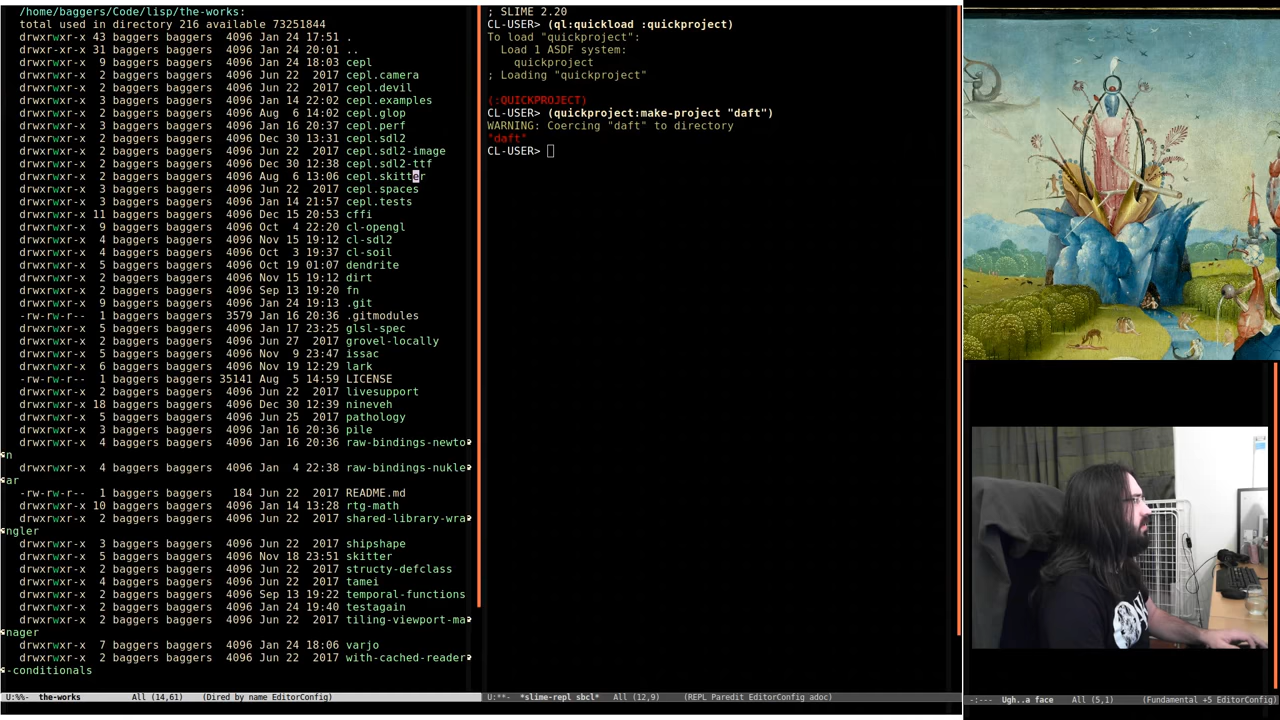 /home/baggers/Code/lisp/the-works:
total used in directory 216 available 73251844
drwxrwxr-x 43 baggers baggers  4096 Jan 24 17:51 .
drwxr-xr-x 31 baggers baggers  4096 Jan 24 20:01 ..
drwxrwxr-x  9 baggers baggers  4096 Jan 24 18:03 cepl
drwxrwxr-x  2 baggers baggers  4096 Jun 22  2017 cepl.camera
drwxrwxr-x  2 baggers baggers  4096 Jun 22  2017 cepl.devil
drwxrwxr-x  3 baggers baggers  4096 Jan 14 22:02 cepl.examples
drwxrwxr-x  2 baggers baggers  4096 Aug  6 14:02 cepl.glop
drwxrwxr-x  3 baggers baggers  4096 Jan 16 20:37 cepl.perf
drwxrwxr-x  2 baggers baggers  4096 Dec 30 13:31 cepl.sdl2
drwxrwxr-x  2 baggers baggers  4096 Jun 22  2017 cepl.sdl2-image
drwxrwxr-x  2 baggers baggers  4096 Dec 30 12:38 cepl.sdl2-ttf
drwxrwxr-x  2 baggers baggers  4096 Aug  6 13:06 cepl.skitter
drwxrwxr-x  2 baggers baggers  4096 Jun 22  2017 cepl.spaces
drwxrwxr-x  3 baggers baggers  4096 Jan 14 21:57 cepl.tests
drwxrwxr-x 11 baggers baggers  4096 Dec 15 20:53 cffi
drwxrwxr-x  9 baggers baggers  4096 Oct  4 22:20 cl-opengl
drwxrwxr-x  4 baggers baggers  4096 Nov 15 19:12 cl-sdl2
drwxrwxr-x  4 baggers baggers  4096 Oct  3 19:37 cl-soil
drwxrwxr-x  5 baggers baggers  4096 Oct 19 01:07 dendrite
drwxrwxr-x  2 baggers baggers  4096 Nov 15 19:12 dirt
drwxrwxr-x  2 baggers baggers  4096 Sep 13 19:20 fn
drwxrwxr-x  9 baggers baggers  4096 Jan 24 19:13 .git
-rw-rw-r--  1 baggers baggers  3579 Jan 16 20:36 .gitmodules
drwxrwxr-x  5 baggers baggers  4096 Jan 17 23:25 glsl-spec
drwxrwxr-x  2 baggers baggers  4096 Jun 27  2017 grovel-locally
drwxrwxr-x  5 baggers baggers  4096 Nov  9 23:47 issac
drwxrwxr-x  6 baggers baggers  4096 Nov 19 12:29 lark
-rw-rw-r--  1 baggers baggers 35141 Aug  5 14:59 LICENSE
drwxrwxr-x  2 baggers baggers  4096 Jun 22  2017 livesupport
drwxrwxr-x 18 baggers baggers  4096 Dec 30 12:39 nineveh
drwxrwxr-x  5 baggers baggers  4096 Jun 25  2017 pathology
drwxrwxr-x  3 baggers baggers  4096 Jan 16 20:36 pile
drwxrwxr-x  4 baggers baggers  4096 Jan 16 20:36 raw-bindings-newto
n
drwxrwxr-x  4 baggers baggers  4096 Jan  4 22:38 raw-bindings-nukle
ar
-rw-rw-r--  1 baggers baggers   184 Jun 22  2017 README.md
drwxrwxr-x 10 baggers baggers  4096 Jan 14 13:28 rtg-math
drwxrwxr-x  2 baggers baggers  4096 Jun 22  2017 shared-library-wra
ngler
drwxrwxr-x  3 baggers baggers  4096 Jun 22  2017 shipshape
drwxrwxr-x  5 baggers baggers  4096 Nov 18 23:51 skitter
drwxrwxr-x  2 baggers baggers  4096 Jun 22  2017 structy-defclass
drwxrwxr-x  4 baggers baggers  4096 Jun 22  2017 tamei
drwxrwxr-x  2 baggers baggers  4096 Sep 13 19:22 temporal-functions
drwxrwxr-x  2 baggers baggers  4096 Jan 24 19:40 testagain
drwxrwxr-x  2 baggers baggers  4096 Jun 22  2017 tiling-viewport-ma
nager
drwxrwxr-x  7 baggers baggers  4096 Jan 24 18:06 varjo
drwxrwxr-x  2 baggers baggers  4096 Jun 22  2017 with-cached-reader
-conditionals
U:%%-  the-works   All (14,61)   (Dired by name EditorConfig)
; SLIME 2.20
CL-USER> (ql:quickload :quickproject)
To load "quickproject":
  Load 1 ASDF system:
    quickproject
; Loading "quickproject"
(:QUICKPROJECT)
CL-USER> (quickproject:make-project "daft")
WARNING: Coercing "daft" to directory
"daft"
CL-USER>
U:**-  *slime-repl sbcl*   All (12,9)   (REPL Paredit EditorConfig adoc)
-:---  Ugh..a face   All (5,1)   (Fundamental +5 EditorConfig)